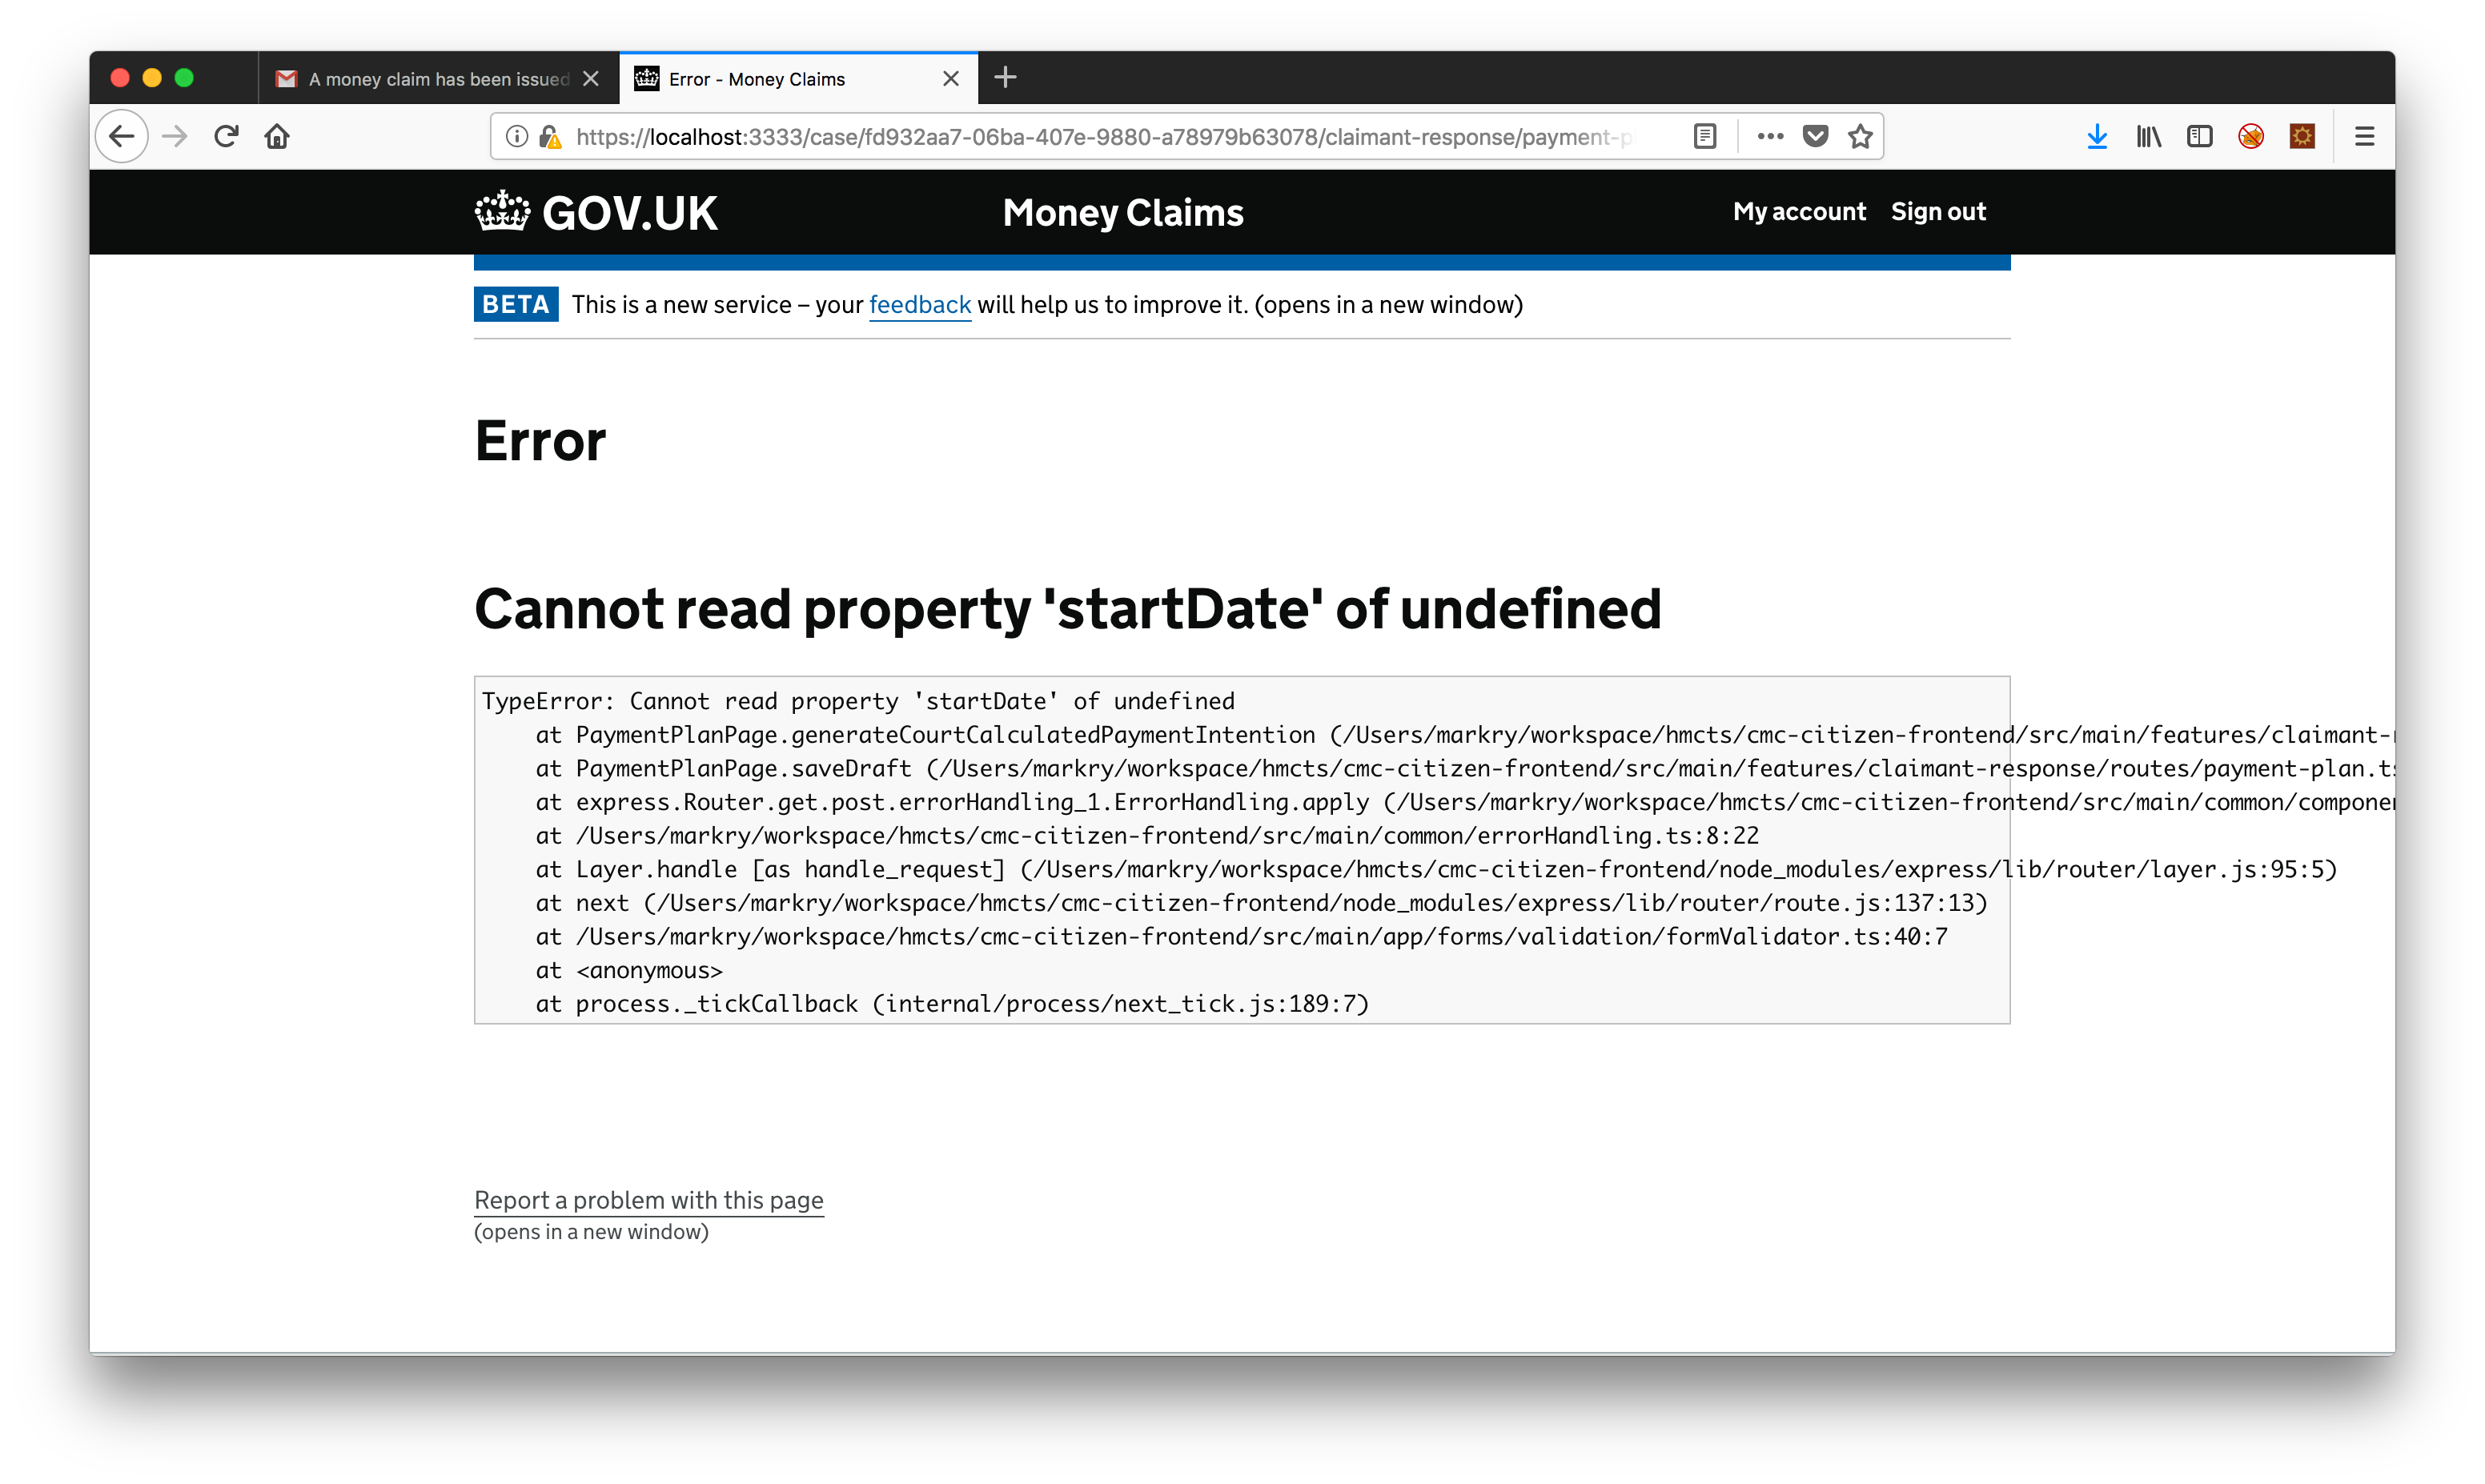 A money claim has been issued
Error - Money Claims
https://localhost:3333/case/fd932aa7-06ba-407e-9880-a78979b63078/claimant-response/payment-p
GOV.UK
Money Claims
My account
Sign out
BETA This is a new service – your feedback will help us to improve it. (opens in a new window)
Error
Cannot read property 'startDate' of undefined
TypeError: Cannot read property 'startDate' of undefined
at PaymentPlanPage.generateCourtCalculatedPaymentIntention (/Users/markry/workspace/hmcts/cmc-citizen-frontend/src/main/features/claimant-
at PaymentPlanPage.saveDraft (/Users/markry/workspace/hmcts/cmc-citizen-frontend/src/main/features/claimant-response/routes/payment-plan.ts
at express.Router.get.post.errorHandling_1.ErrorHandling.apply (/Users/markry/workspace/hmcts/cmc-citizen-frontend/src/main/common/componen
at /Users/markry/workspace/hmcts/cmc-citizen-frontend/src/main/common/errorHandling.ts:8:22
at Layer.handle [as handle_request] (/Users/markry/workspace/hmcts/cmc-citizen-frontend/node_modules/express/lib/router/layer.js:95:5)
at next (/Users/markry/workspace/hmcts/cmc-citizen-frontend/node_modules/express/lib/router/route.js:137:13)
at /Users/markry/workspace/hmcts/cmc-citizen-frontend/src/main/app/forms/validation/formValidator.ts:40:7
at <anonymous>
at process._tickCallback (internal/process/next_tick.js:189:7)
Report a problem with this page
(opens in a new window)